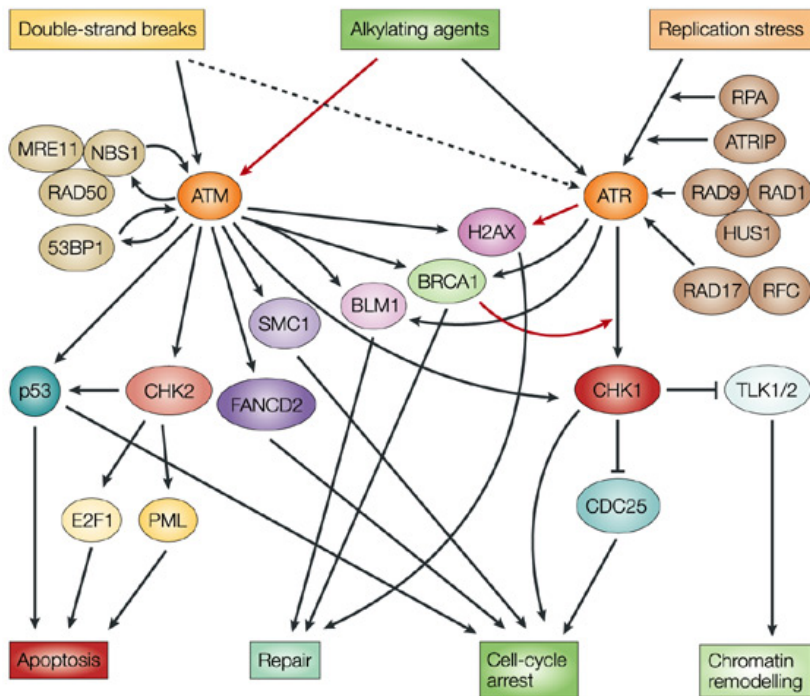 Double-strand breaks
Alkylating agents
Replication stress
RPA
MRE11
NBS1
ATRIP
RAD50
ATM
ATR
RAD9
RAD1
HUS1
53BP1
H2AX
BRCA1
RAD17
RFC
BLM1
SMC1
p53
CHK2
FANCD2
CHK1
TLK1/2
E2F1
PML
CDC25
Apoptosis
Repair
Cell-cycle
arrest
Chromatin
remodelling